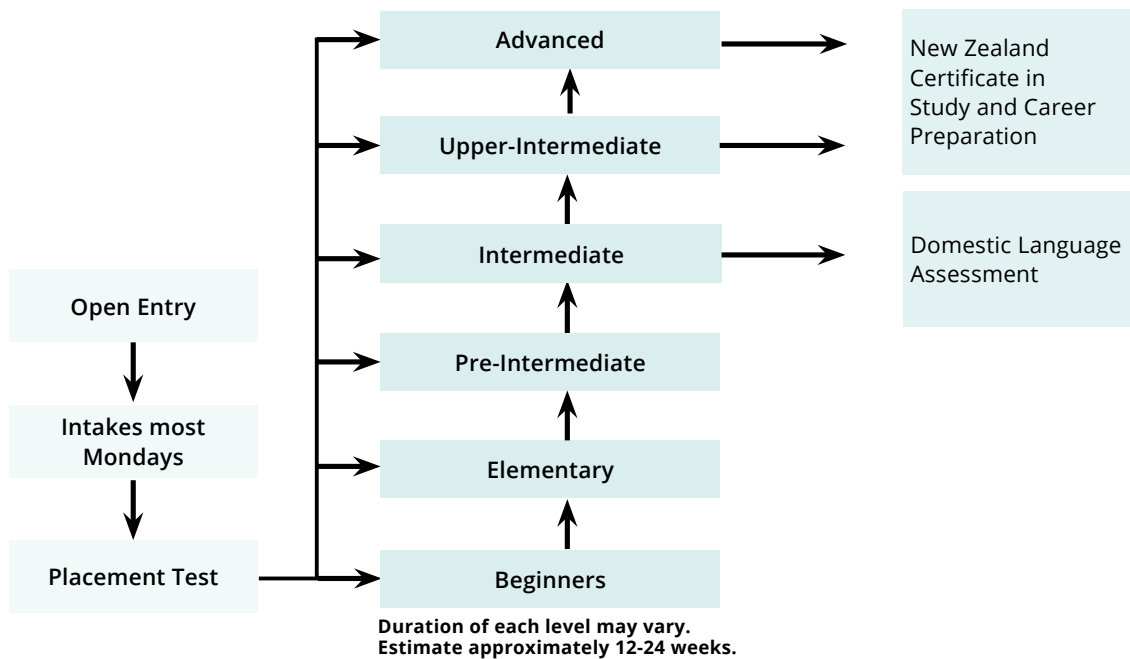 Open Entry
Intakes most
Mondays
Placement Test
Advanced
Upper-Intermediate
Intermediate
Pre-Intermediate
Elementary
Beginners
Duration of each level may vary.
Estimate approximately 12-24 weeks.
New Zealand
Certificate in
Study and Career
Preparation
Domestic Language
Assessment